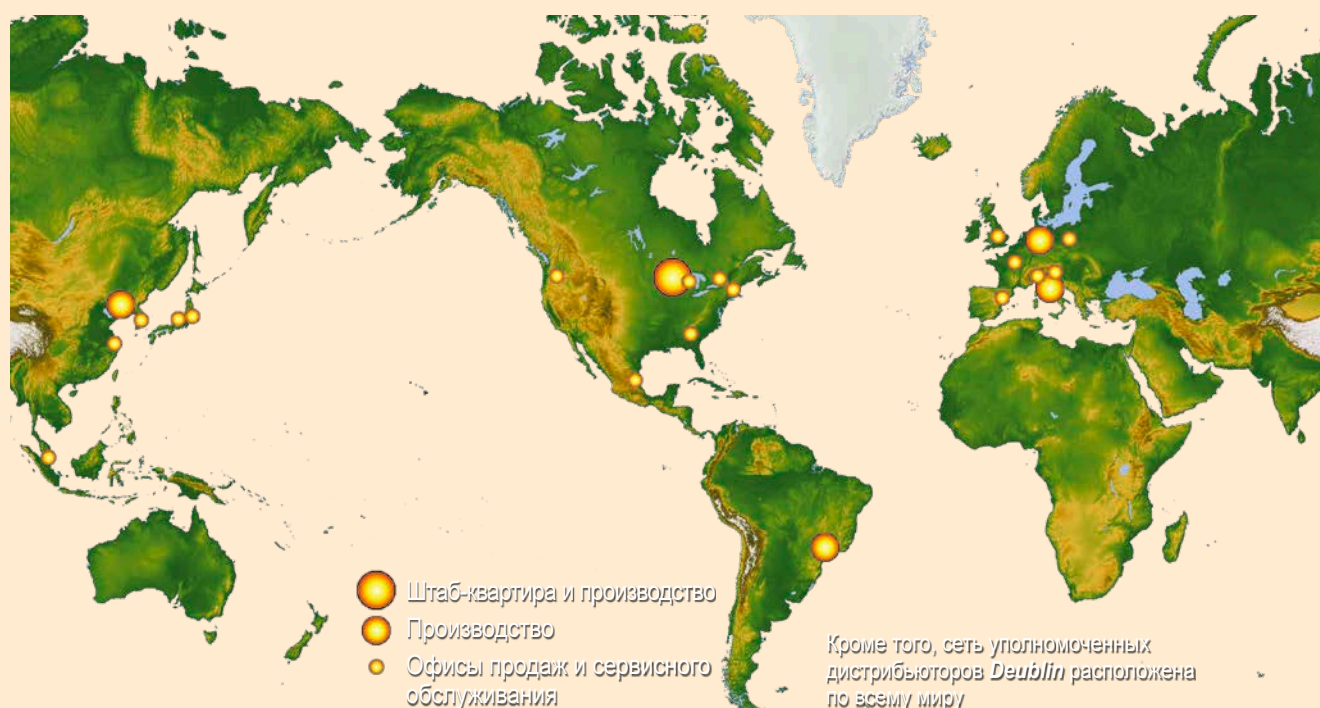 Штаб-квартира и производство
Производство
Офисы продаж и сервисного
обслуживания
Кроме того, сеть уполномоченных
дистрибьюторов Deublin расположена
по всему миру